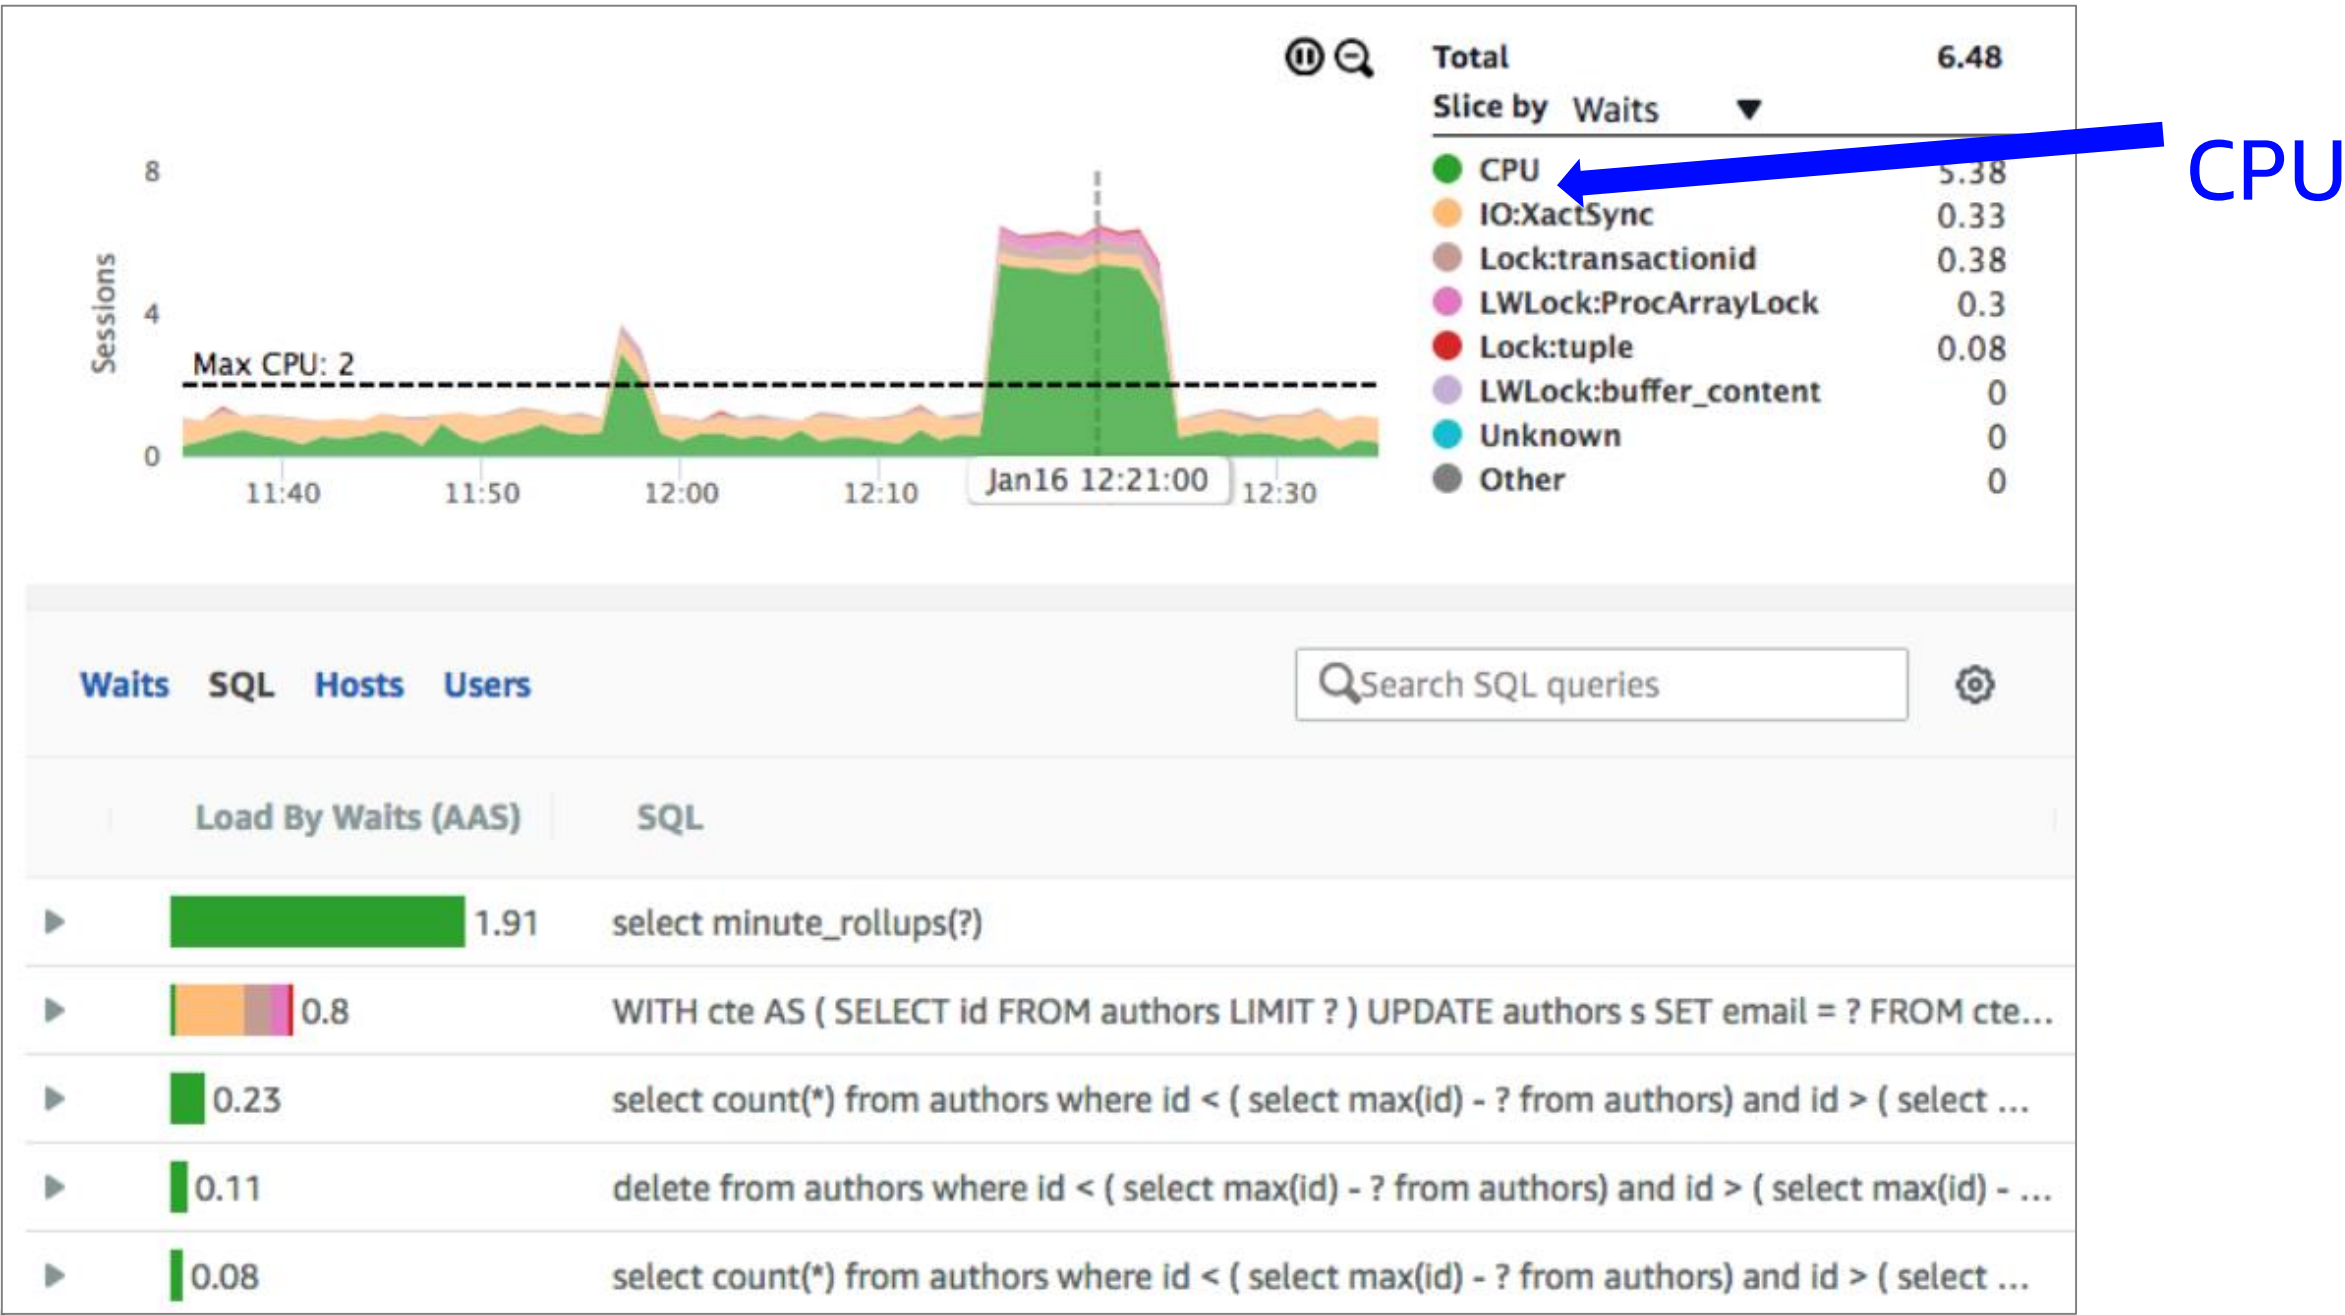 Total 6.48
Slice by Waits
CPU 5.38
CPU
IO:XactSync 0.33
Lock:transactionid 0.38
LWLock:ProcArrayLock 0.3
Lock:tuple 0.08
LWLock:buffer_content 0
Unknown 0
Other 0
8
Sessions
4
Max CPU: 2
0
11:40 11:50 12:00 12:10 Jan16 12:21:00 12:30
Waits SQL Hosts Users Search SQL queries
Load By Waits (AAS) SQL
1.91 select minute_rollups(?)
0.8 WITH cte AS ( SELECT id FROM authors LIMIT ? ) UPDATE authors s SET email = ? FROM cte...
0.23 select count(*) from authors where id < ( select max(id) - ? from authors) and id > ( select ...
0.11 delete from authors where id < ( select max(id) - ? from authors) and id > ( select max(id) - ...
0.08 select count(*) from authors where id < ( select max(id) - ? from authors) and id > ( select ...